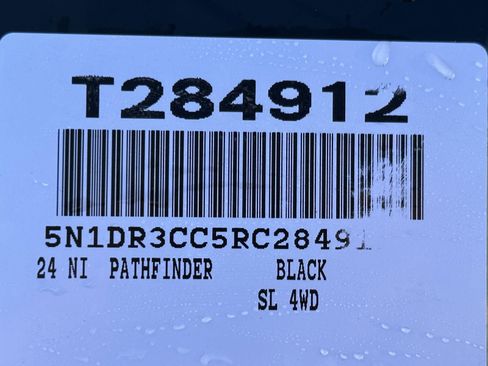 T284912
5N1DR3CC5RC28491
24 NI PATHFINDER BLACK
SL 4WD